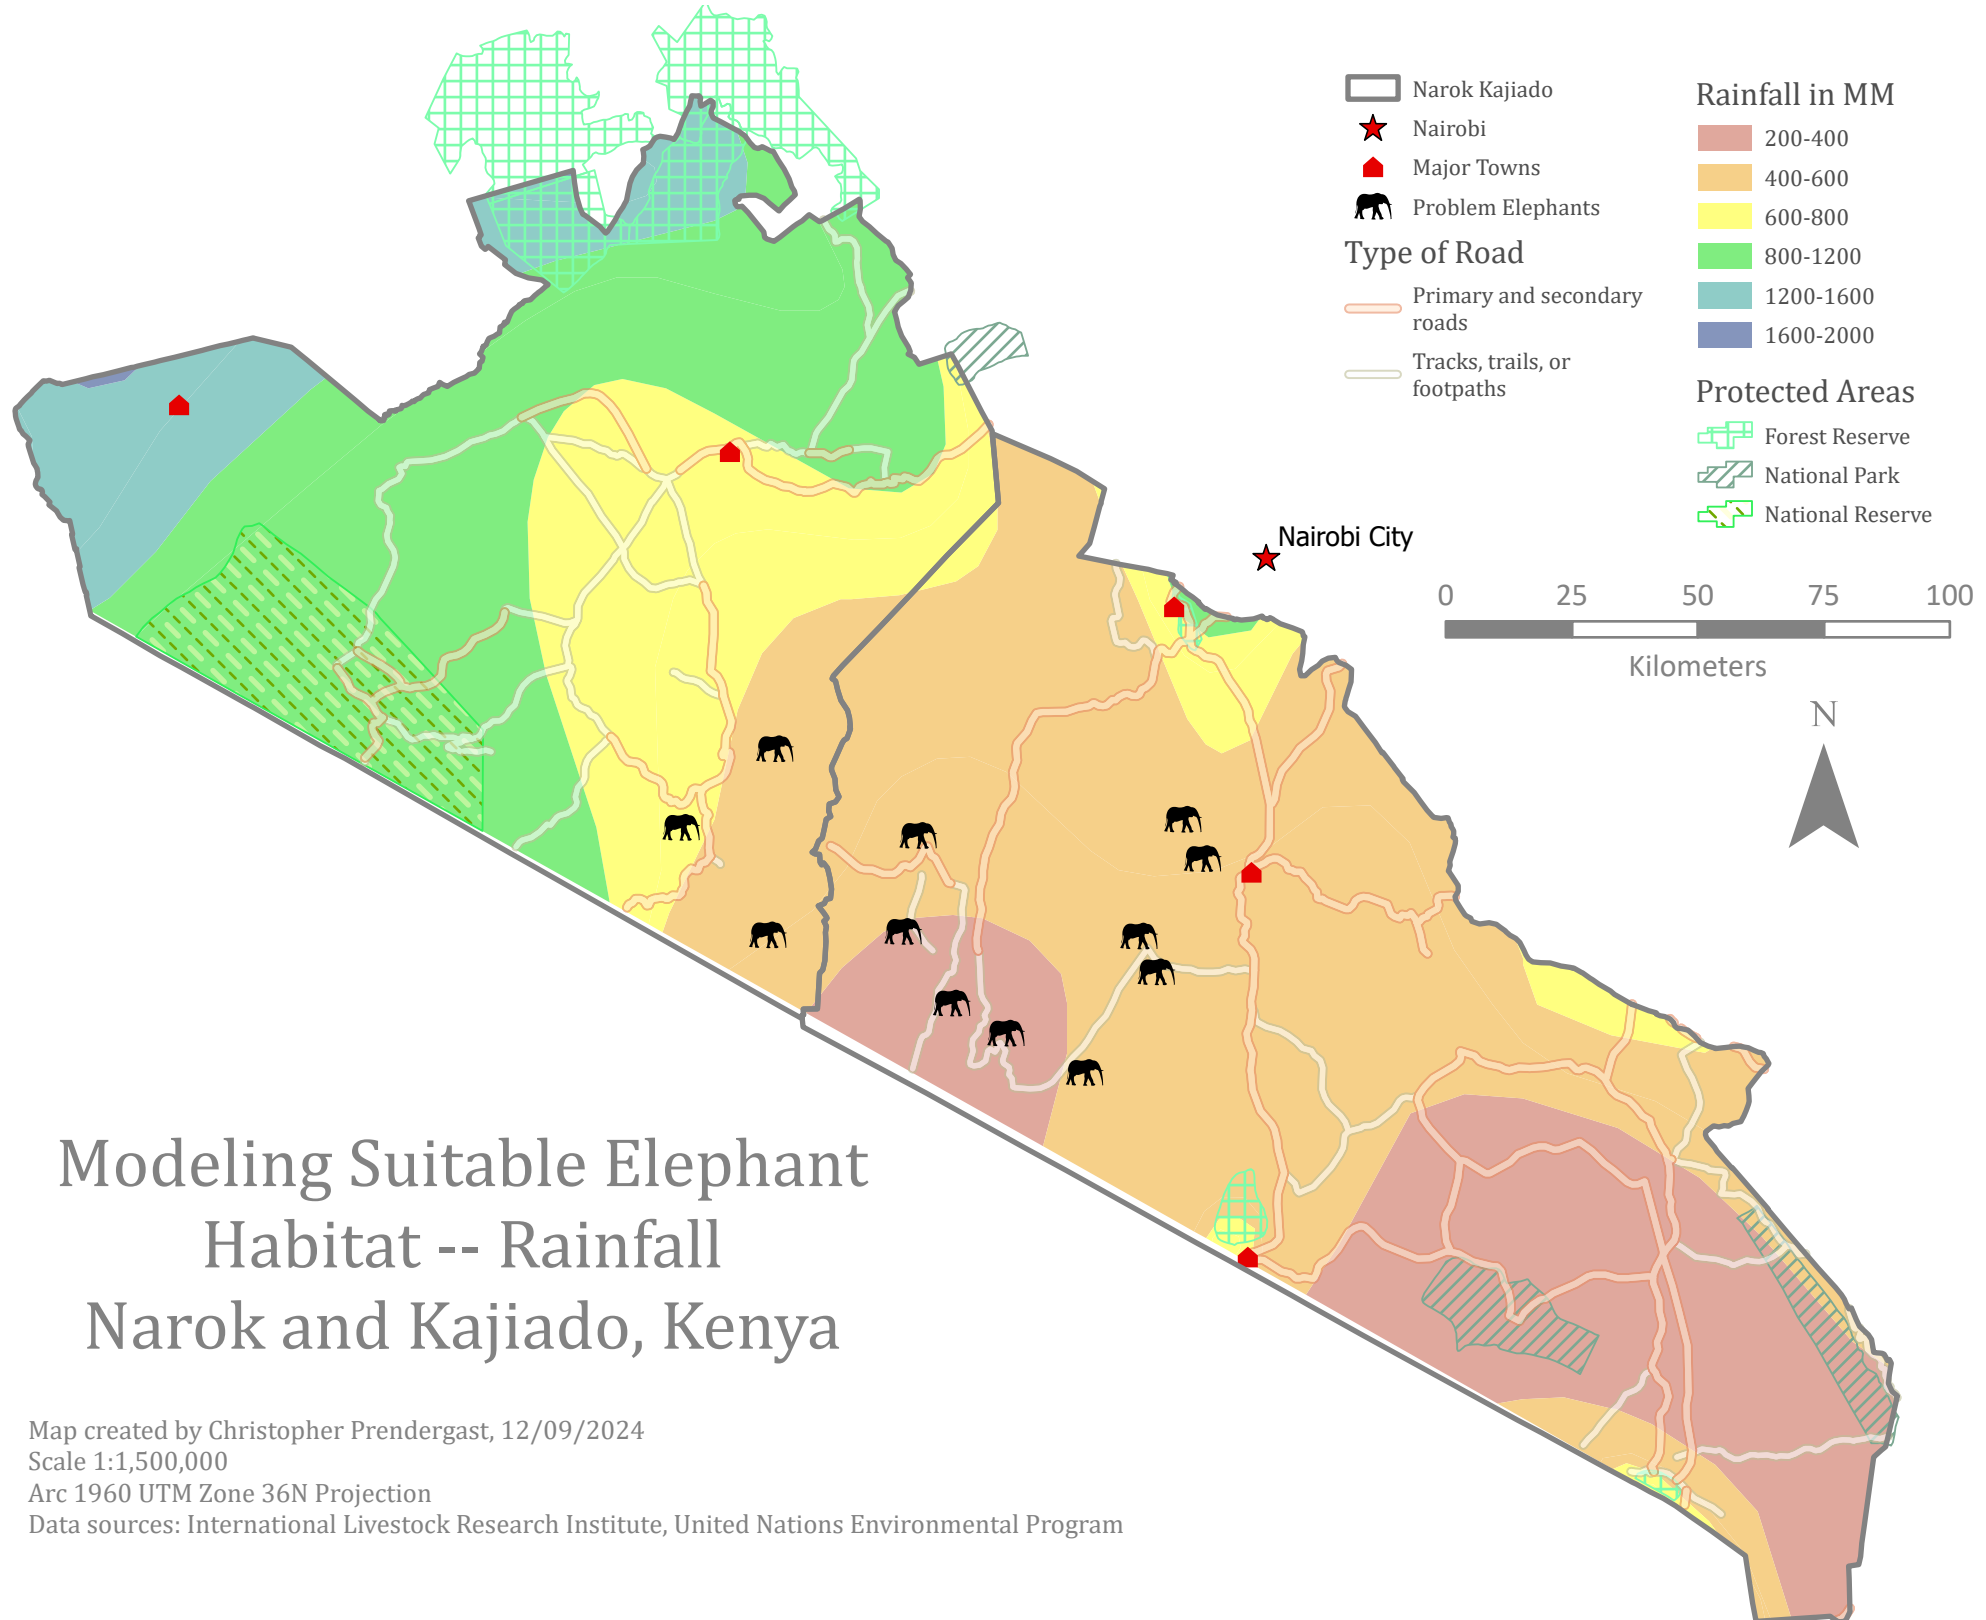 Narok Kajiado
Nairobi
Major Towns
Problem Elephants
Type of Road
Primary and secondary
roads
Tracks, trails, or
footpaths
Rainfall in MM
200-400
400-600
600-800
800-1200
1200-1600
1600-2000
Protected Areas
Forest Reserve
National Park
National Reserve
Nairobi City
0 25 50 75 100
Kilometers
N
Modeling Suitable Elephant
Habitat -- Rainfall
Narok and Kajiado, Kenya
Map created by Christopher Prendergast, 12/09/2024
Scale 1:1,500,000
Arc 1960 UTM Zone 36N Projection
Data sources: International Livestock Research Institute, United Nations Environmental Program